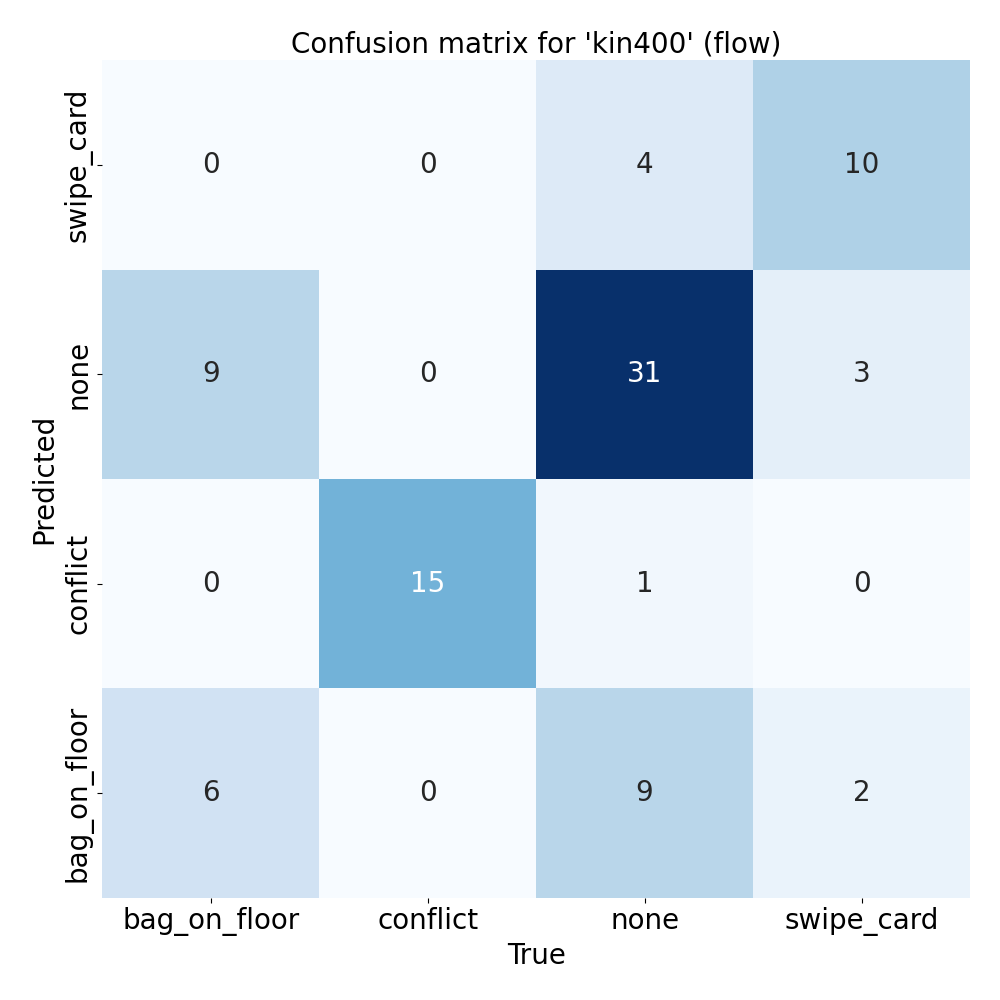 Confusion matrix for 'kin400' (flow)
Predicted
swipe_card
0 0 4 10
none
9 0 31 3
conflict
0 15 1 0
bag_on_floor
6 0 9 2
bag_on_floor conflict none swipe_card
True